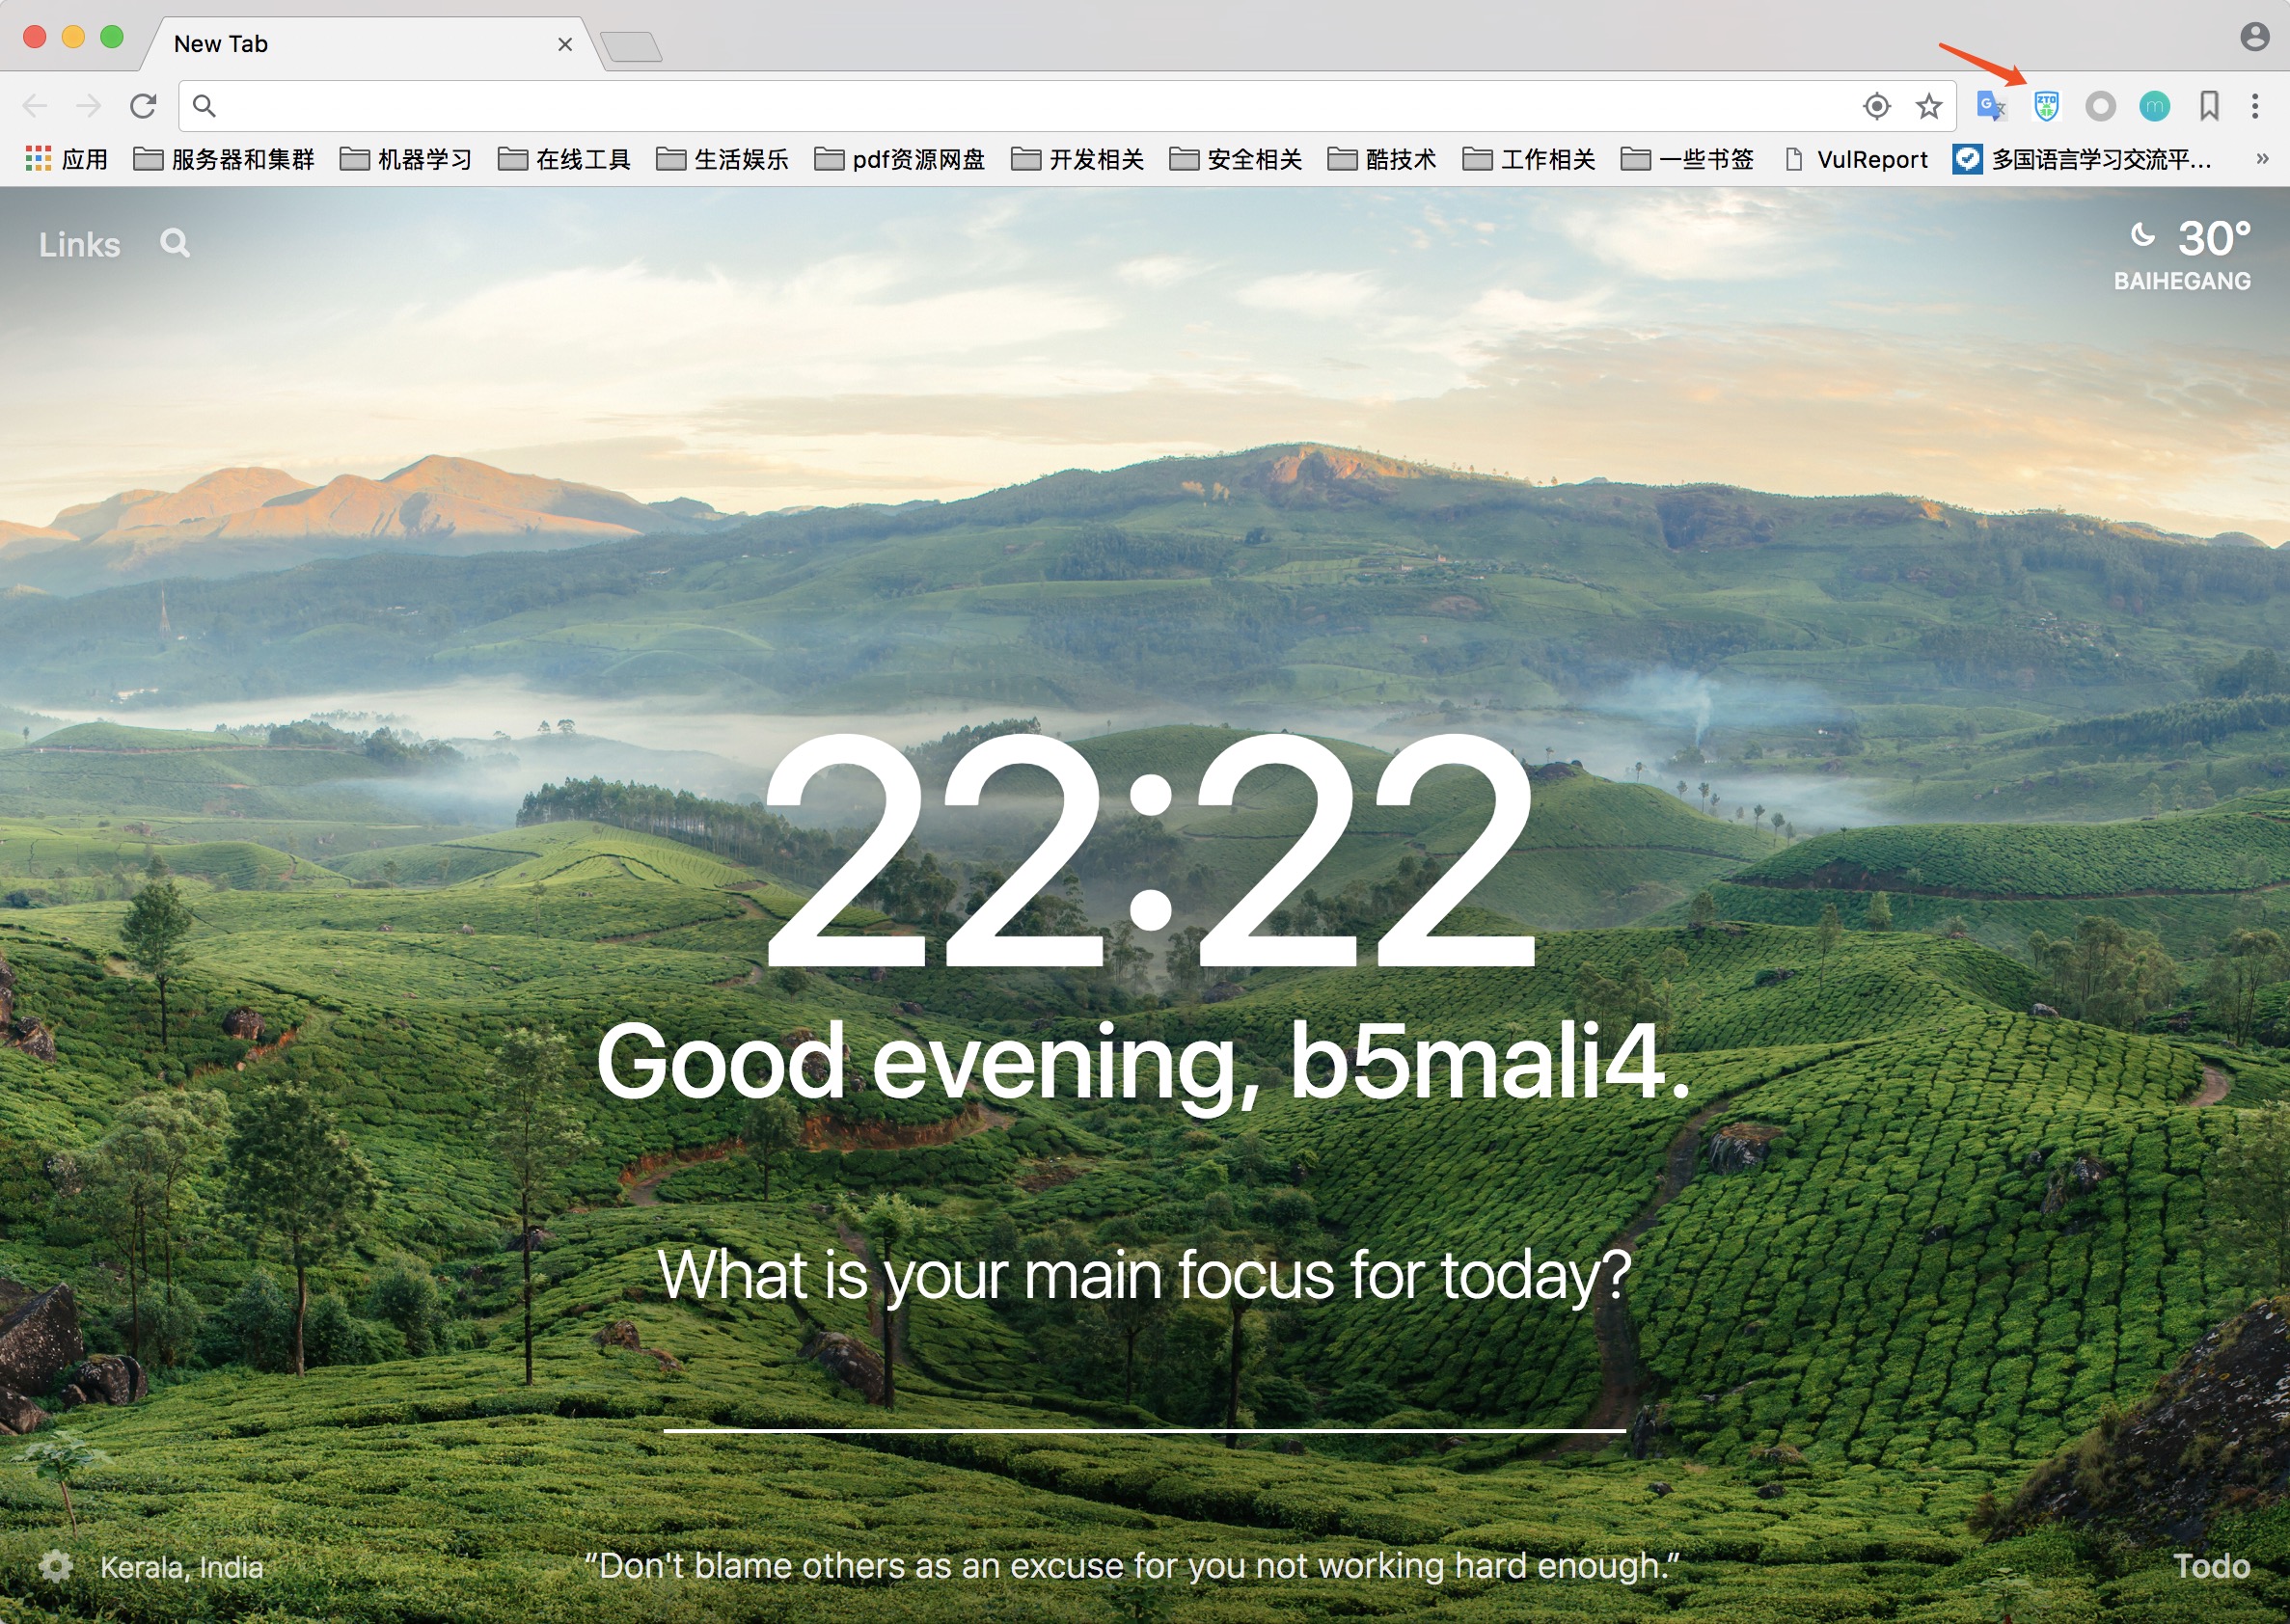 New Tab
ZTO
m
应用 服务器和集群 机器学习 在线工具 生活娱乐 pdf资源网盘 开发相关 安全相关 酷技术 工作相关 一些书签 VulReport 多国语言学习交流平... »
Links
30°
BAIHEGANG
22:22
Good evening, b5mali4.
What is your main focus for today?
Kerala, India
“Don't blame others as an excuse for you not working hard enough.”
Todo